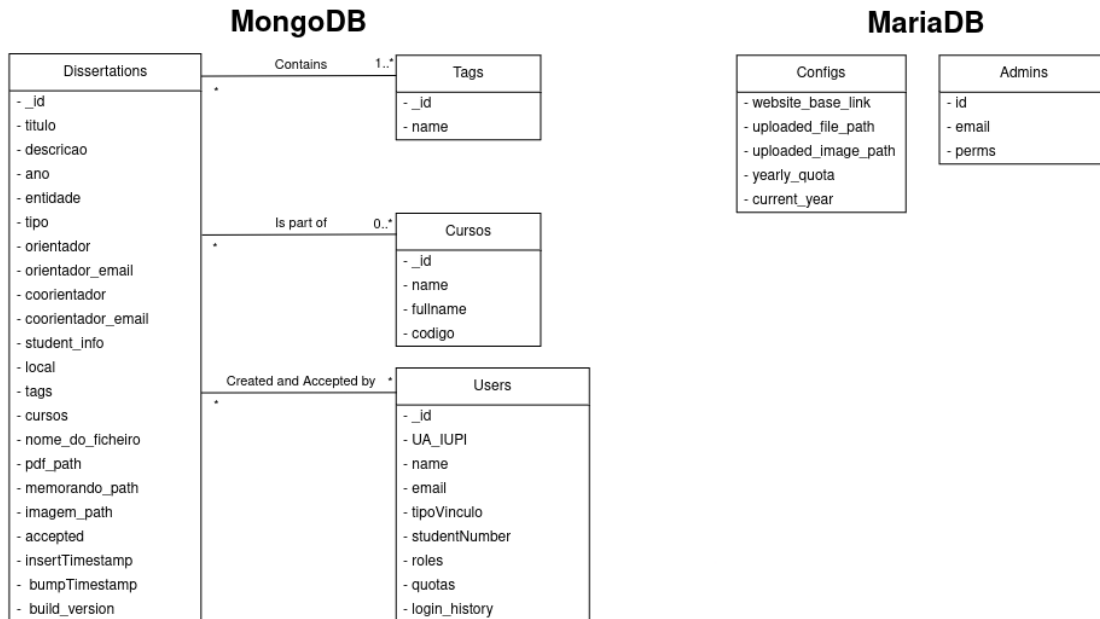 MongoDB
Dissertations
- _id
- titulo
- descricao
- ano
- entidade
- tipo
- orientador
- orientador_email
- coorientador
- coorientador_email
- student_info
- local
- tags
- cursos
- nome_do_ficheiro
- pdf_path
- memorando_path
- imagem_path
- accepted
- insertTimestamp
- bumpTimestamp
- build_version
Contains
1..*
*
Tags
- _id
- name
Is part of
0..*
*
Cursos
- _id
- name
- fullname
- codigo
Created and Accepted by
*
*
Users
- _id
- UA_IUPI
- name
- email
- tipoVinculo
- studentNumber
- roles
- quotas
- login_history
MariaDB
Configs
- website_base_link
- uploaded_file_path
- uploaded_image_path
- yearly_quota
- current_year
Admins
- id
- email
- perms